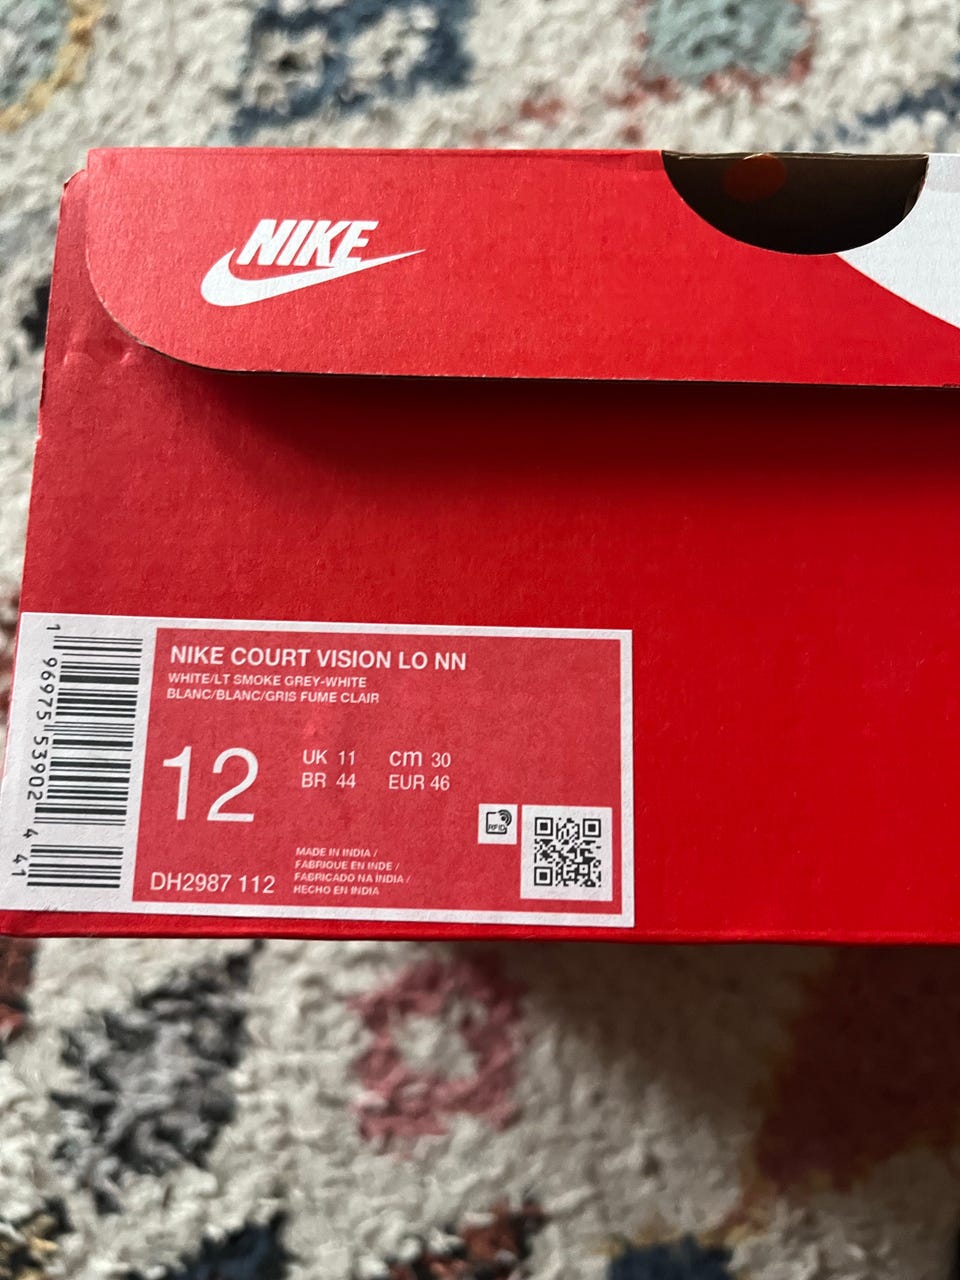 NIKE
NIKE COURT VISION LO NN
WHITE/LT SMOKE GREY-WHITE
BLANC/BLANC/GRIS FUME CLAIR
12
UK 11 cm 30
BR 44 EUR 46
RFID
MADE IN INDIA /
FABRIQUE EN INDE /
FABRICADO NA ÍNDIA /
HECHO EN INDIA
DH2987 112
1 96975 53902 4 41